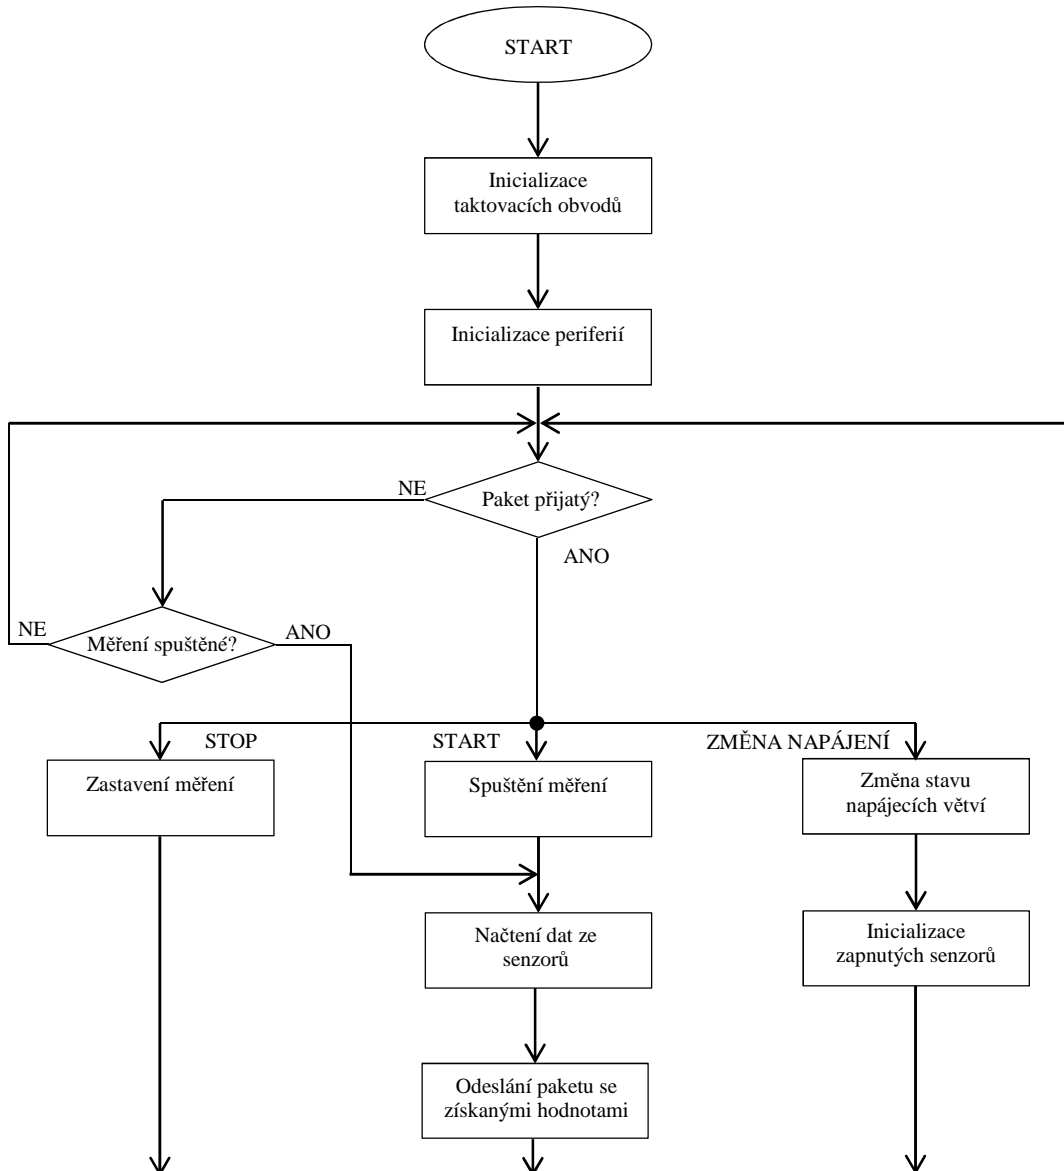 START
Inicializace
taktovacích obvodů
Inicializace periferií
NE
Paket přijatý?
ANO
NE
Měření spuštěné?
ANO
STOP
START
ZMĚNA NAPÁJENÍ
Zastavení měření
Spuštění měření
Změna stavu
napájecích větví
Načtení dat ze
senzorů
Inicializace
zapnutých senzorů
Odeslání paketu se
získanými hodnotami